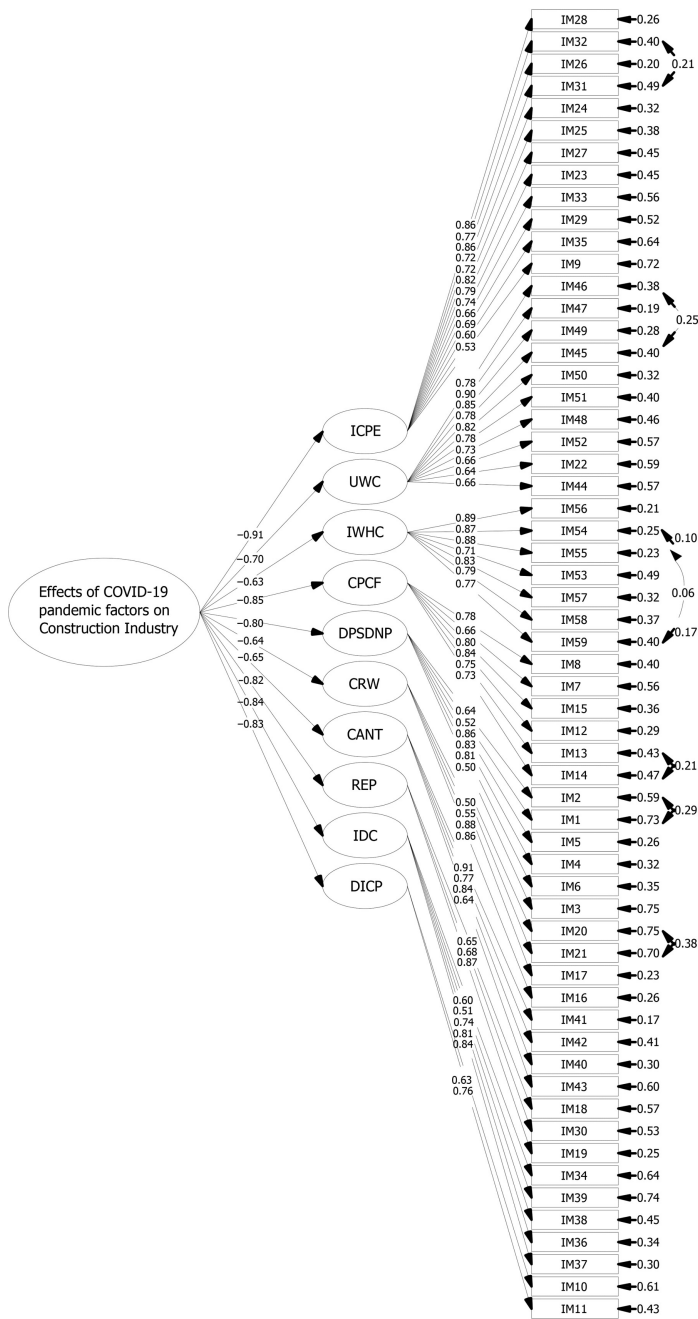 IM28 0.26
IM32 0.40
0.21
IM26 0.20
IM31 0.49
IM24 0.32
IM25 0.38
IM27 0.45
IM23 0.45
IM33 0.56
IM29 0.52
IM35 0.64
IM9 0.72
IM46 0.38
IM47 0.19
0.25
IM49 0.28
IM45 0.40
IM50 0.32
IM51 0.40
IM48 0.46
IM52 0.57
IM22 0.59
IM44 0.57
IM56 0.21
IM54 0.25
0.10
IM55 0.23
IM53 0.49
0.06
IM57 0.32
IM58 0.37
0.17
IM59 0.40
IM8 0.40
IM7 0.56
IM15 0.36
IM12 0.29
IM13 0.43
0.21
IM14 0.47
IM2 0.59
0.29
IM1 0.73
IM5 0.26
IM4 0.32
IM6 0.35
IM3 0.75
IM20 0.75
0.38
IM21 0.70
IM17 0.23
IM16 0.26
IM41 0.17
IM42 0.41
IM40 0.30
IM43 0.60
IM18 0.57
IM30 0.53
IM19 0.25
IM34 0.64
IM39 0.74
IM38 0.45
IM36 0.34
IM37 0.30
IM10 0.61
IM11 0.43
0.86
0.77
0.86
0.72
0.72
0.82
0.79
0.74
0.66
0.69
0.60
0.53
0.78
0.90
0.85
0.78
0.82
0.78
0.73
0.66
0.64
0.66
0.89
0.87
0.88
0.71
0.83
0.79
0.77
0.78
0.66
0.80
0.84
0.75
0.73
0.64
0.52
0.86
0.83
0.81
0.50
0.50
0.55
0.88
0.86
0.91
0.77
0.84
0.64
0.65
0.68
0.87
0.60
0.51
0.74
0.81
0.84
0.63
0.76
ICPE
UWC
IWHC
CPCF
DPSDNP
CRW
CANT
REP
IDC
DICP
−0.91
−0.70
−0.63
−0.85
−0.80
−0.64
−0.65
−0.82
−0.84
−0.83
Effects of COVID-19
pandemic factors on
Construction Industry